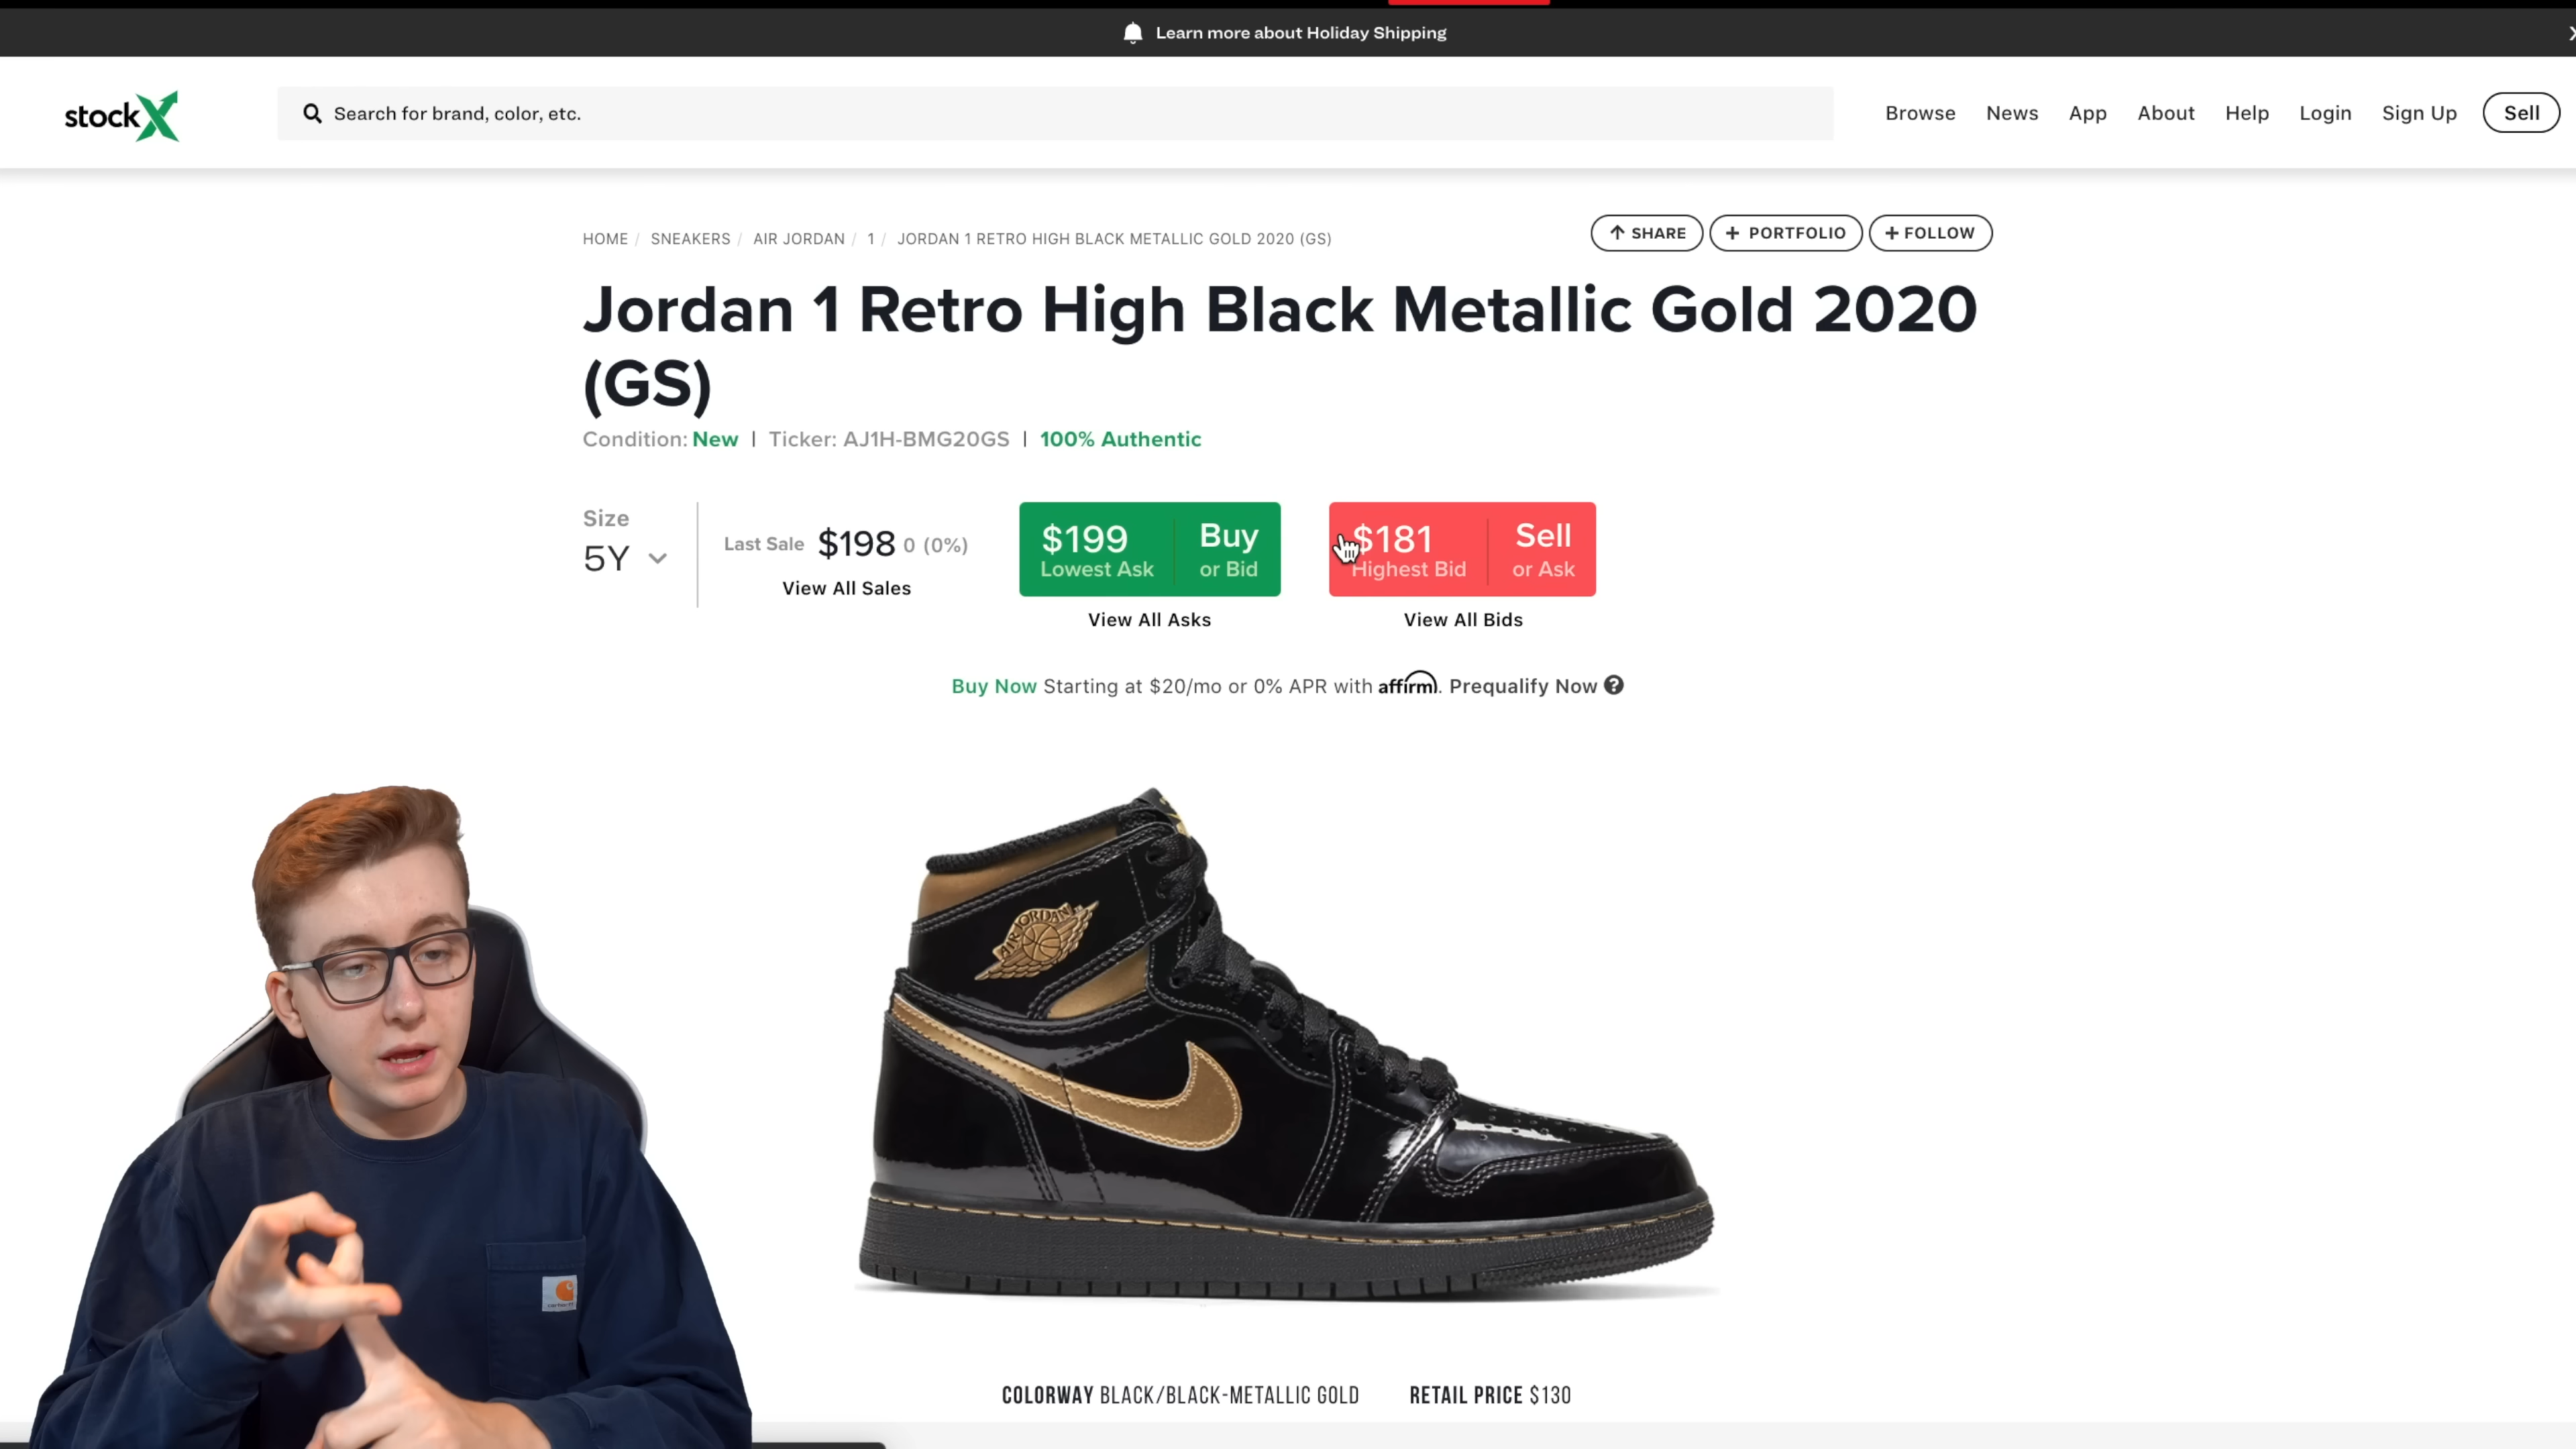 Learn more about Holiday Shipping
stockX
Search for brand, color, etc.
Browse News App About Help Login Sign Up Sell
HOME / SNEAKERS / AIR JORDAN / 1 / JORDAN 1 RETRO HIGH BLACK METALLIC GOLD 2020 (GS)
SHARE + PORTFOLIO + FOLLOW
Jordan 1 Retro High Black Metallic Gold 2020
(GS)
Condition: New | Ticker: AJ1H-BMG20GS | 100% Authentic
Size
5Y
Last Sale $198 0 (0%)
View All Sales
$199 Buy
Lowest Ask or Bid
View All Asks
$181 Sell
Highest Bid or Ask
View All Bids
Buy Now Starting at $20/mo or 0% APR with affirm. Prequalify Now ?
AIR JORDAN
COLORWAY BLACK/BLACK-METALLIC GOLD RETAIL PRICE $130